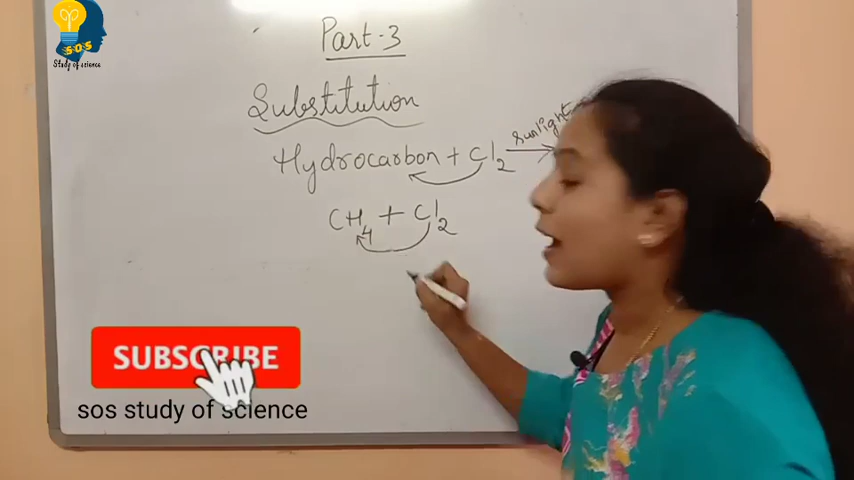 SOS
Study of science
Part-3
Substitution
Hydrocarbon + Cl2 sunlight →
CH4 + Cl2
SUBSCRIBE
sos study of science